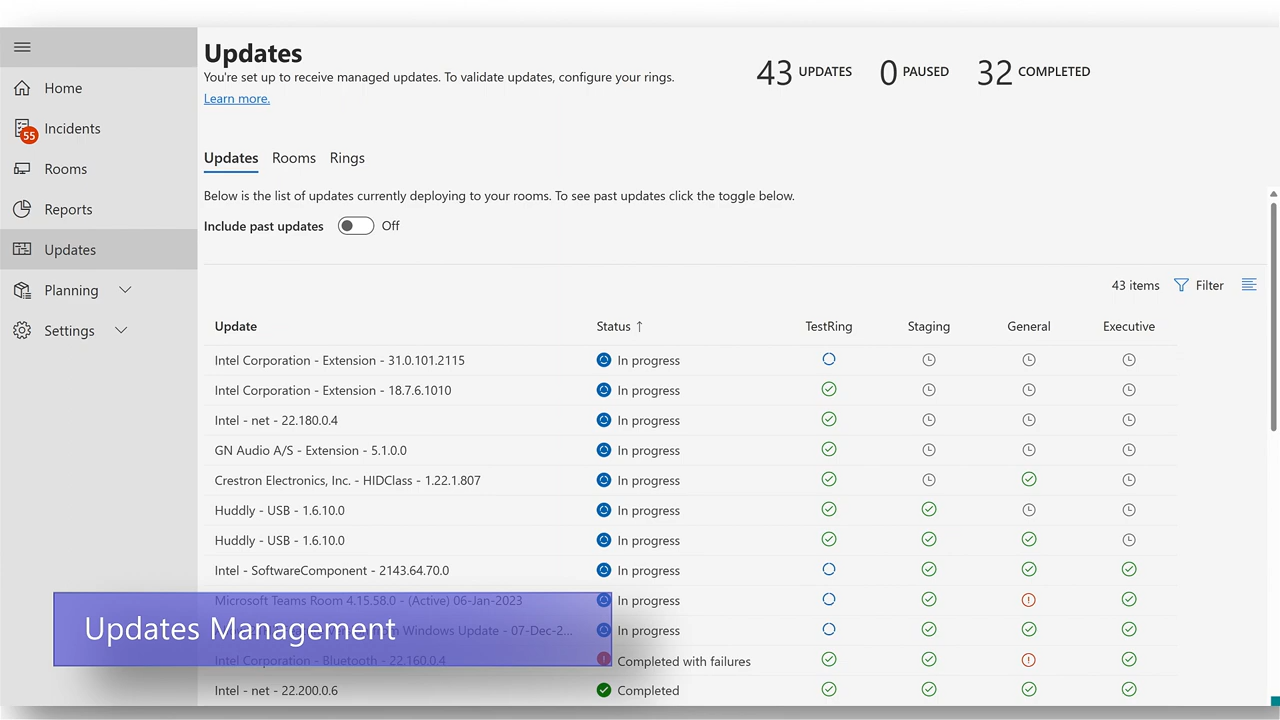 Updates
You're set up to receive managed updates. To validate updates, configure your rings.
Learn more.
43 UPDATES 0 PAUSED 32 COMPLETED
Home
55
Incidents
Rooms
Reports
Updates
Planning
Settings
Updates Rooms Rings
Below is the list of updates currently deploying to your rooms. To see past updates click the toggle below.
Include past updates Off
43 items Filter
Update Status ↑ TestRing Staging General Executive
Intel Corporation - Extension - 31.0.101.2115 In progress
Intel Corporation - Extension - 18.7.6.1010 In progress
Intel - net - 22.180.0.4 In progress
GN Audio A/S - Extension - 5.1.0.0 In progress
Crestron Electronics, Inc. - HIDClass - 1.22.1.807 In progress
Huddly - USB - 1.6.10.0 In progress
Huddly - USB - 1.6.10.0 In progress
Intel - SoftwareComponent - 2143.64.70.0 In progress
Microsoft Teams Room 4.15.58.0 - (Active) 06-Jan-2023 In progress
Windows Update - 07-Dec-2... In progress
Intel Corporation - Bluetooth - 22.160.0.4 Completed with failures
Intel - net - 22.200.0.6 Completed
Updates Management